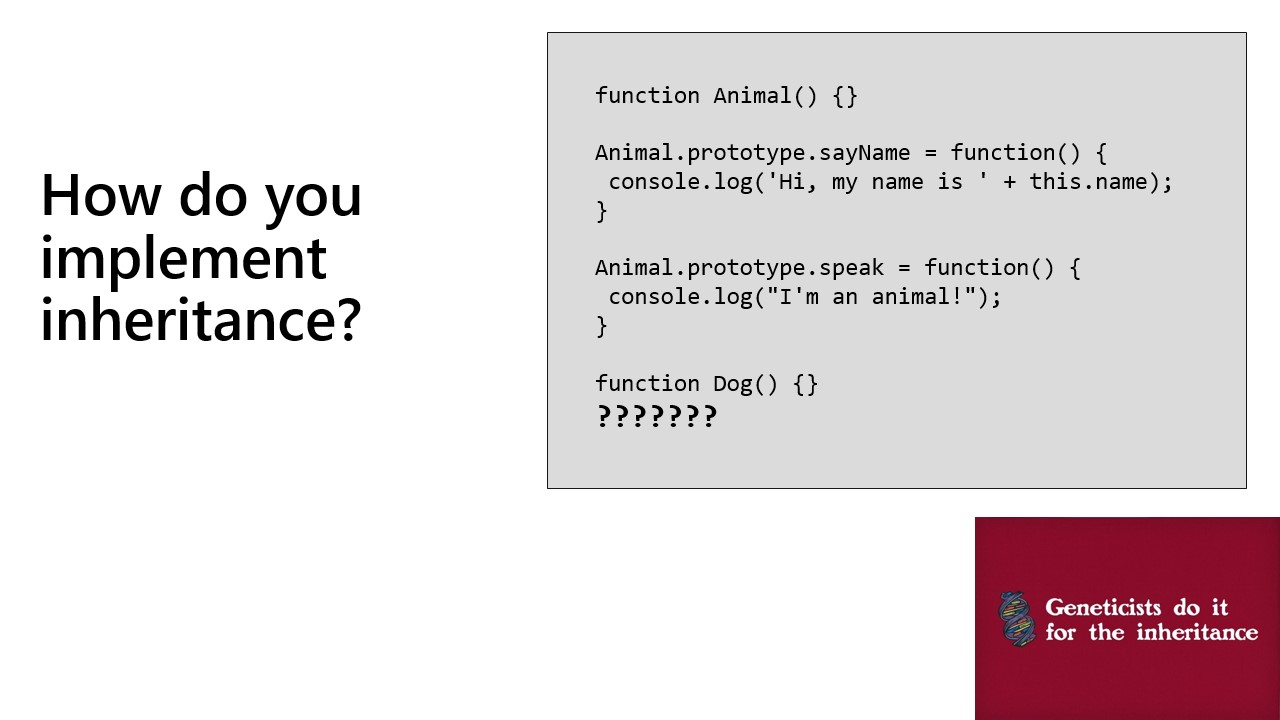 How do you
implement
inheritance?
function Animal() {}
Animal.prototype.sayName = function() {
 console.log('Hi, my name is ' + this.name);
}
Animal.prototype.speak = function() {
 console.log("I'm an animal!");
}
function Dog() {}
???????
Geneticists do it
for the inheritance